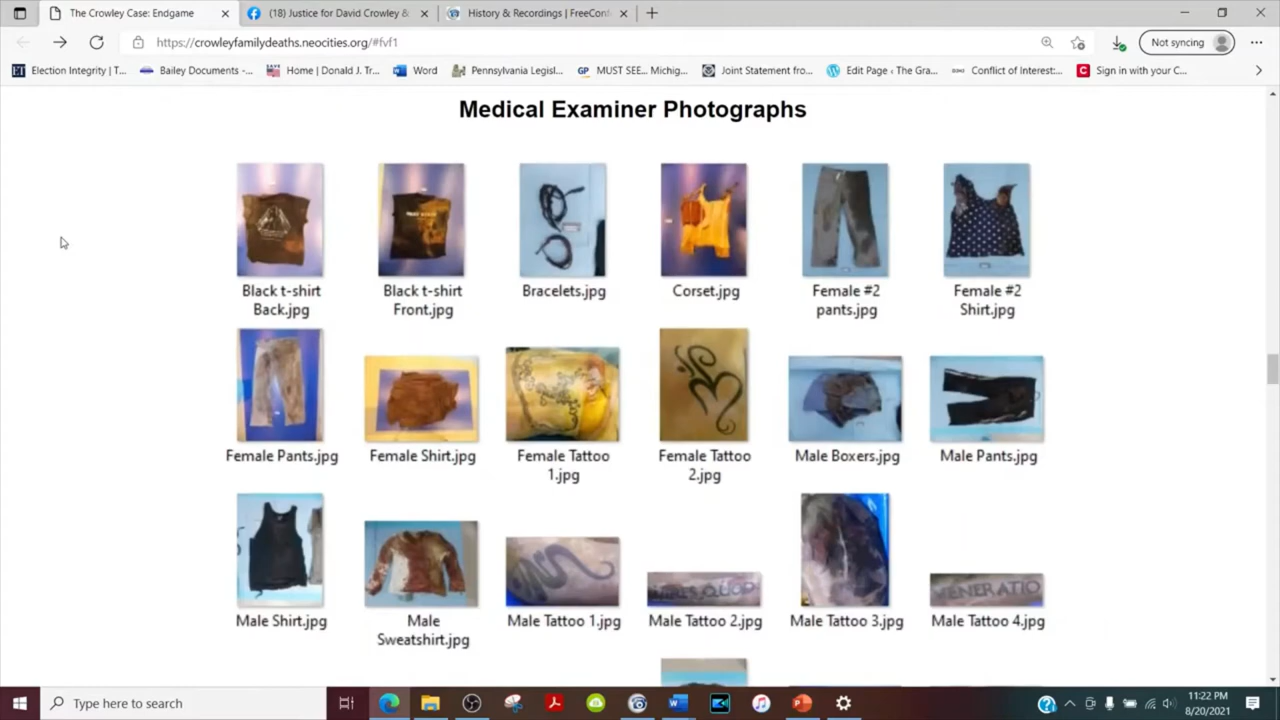 The Crowley Case: Endgame
(18) Justice for David Crowley &
History & Recordings | FreeConf
https://crowleyfamilydeaths.neocities.org/#fvf1
Not syncing
Election Integrity | T...
Bailey Documents -...
Home | Donald J. Tr...
Word
Pennsylvania Legisl...
GP
MUST SEE... Michig...
Joint Statement fro...
Edit Page ‹ The Gra...
Conflict of Interest:...
Sign in with your C...
Medical Examiner Photographs
Black t-shirt
Back.jpg
Black t-shirt
Front.jpg
Bracelets.jpg
Corset.jpg
Female #2
pants.jpg
Female #2
Shirt.jpg
Female Pants.jpg
Female Shirt.jpg
Female Tattoo
1.jpg
Female Tattoo
2.jpg
Male Boxers.jpg
Male Pants.jpg
Male Shirt.jpg
Male
Sweatshirt.jpg
Male Tattoo 1.jpg
Male Tattoo 2.jpg
Male Tattoo 3.jpg
Male Tattoo 4.jpg
Type here to search
11:22 PM
8/20/2021